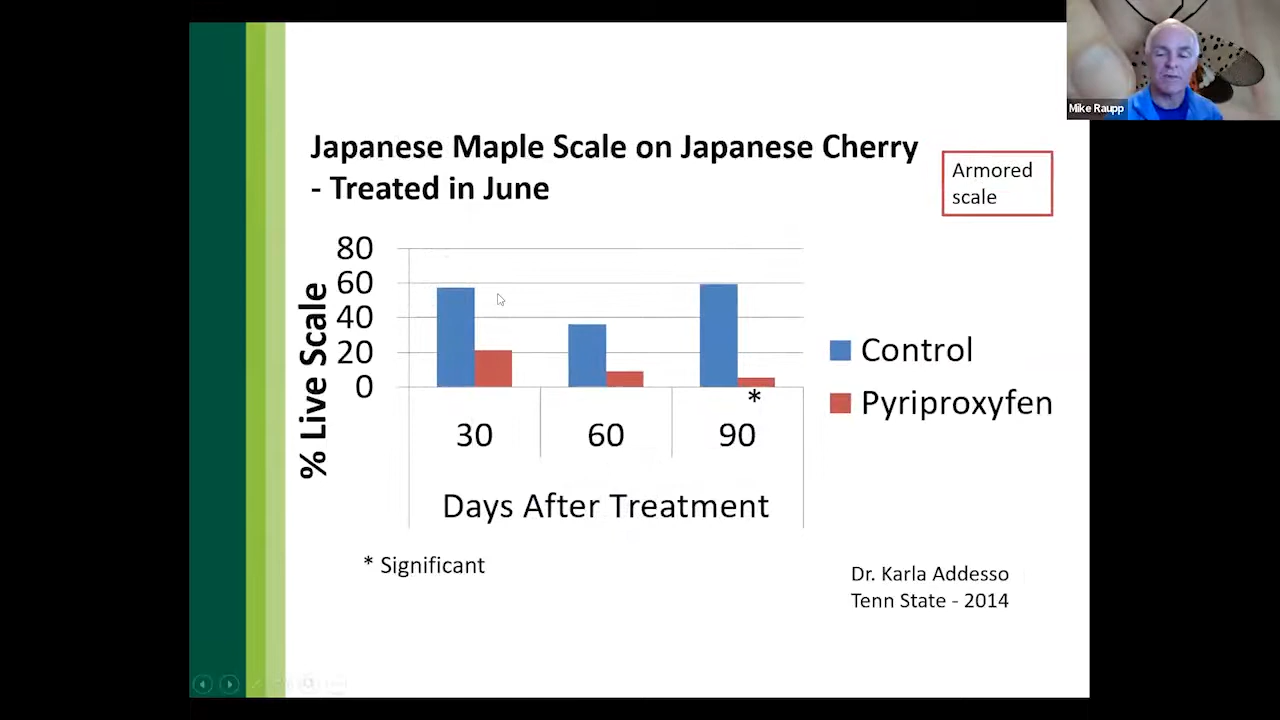 Mike Raupp
Japanese Maple Scale on Japanese Cherry
- Treated in June
Armored
scale
% Live Scale
80
60
40
20
0
*
30
60
90
Days After Treatment
Control
Pyriproxyfen
* Significant
Dr. Karla Addesso
Tenn State - 2014